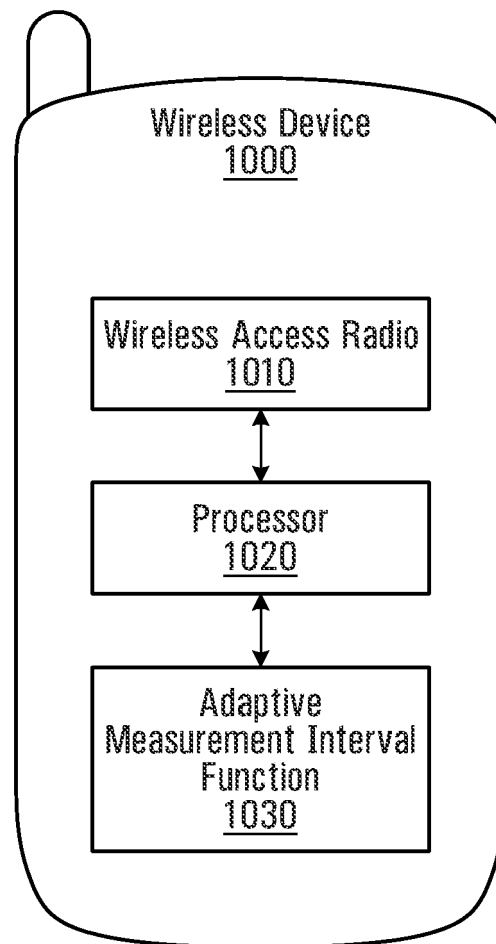 Wireless Device
1000
Wireless Access Radio
1010
Processor
1020
Adaptive
Measurement Interval
Function
1030